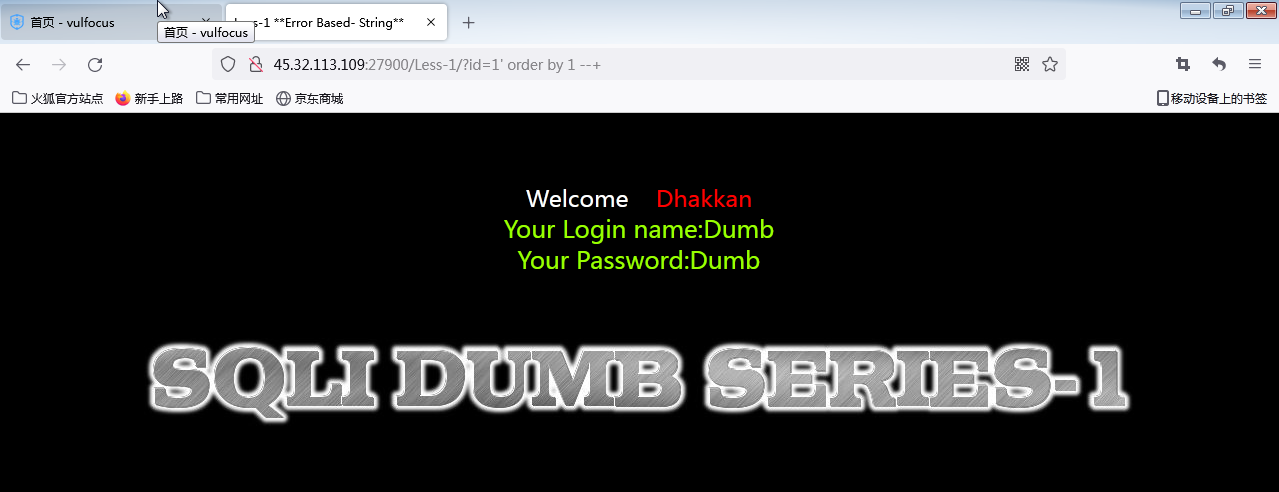 首页 - vulfocus
Less-1 **Error Based- String**
首页 - vulfocus
45.32.113.109:27900/Less-1/?id=1' order by 1 --+
火狐官方站点 新手上路 常用网址 京东商城 移动设备上的书签
Welcome Dhakkan
Your Login name:Dumb
Your Password:Dumb
SQLI DUMB SERIES-1